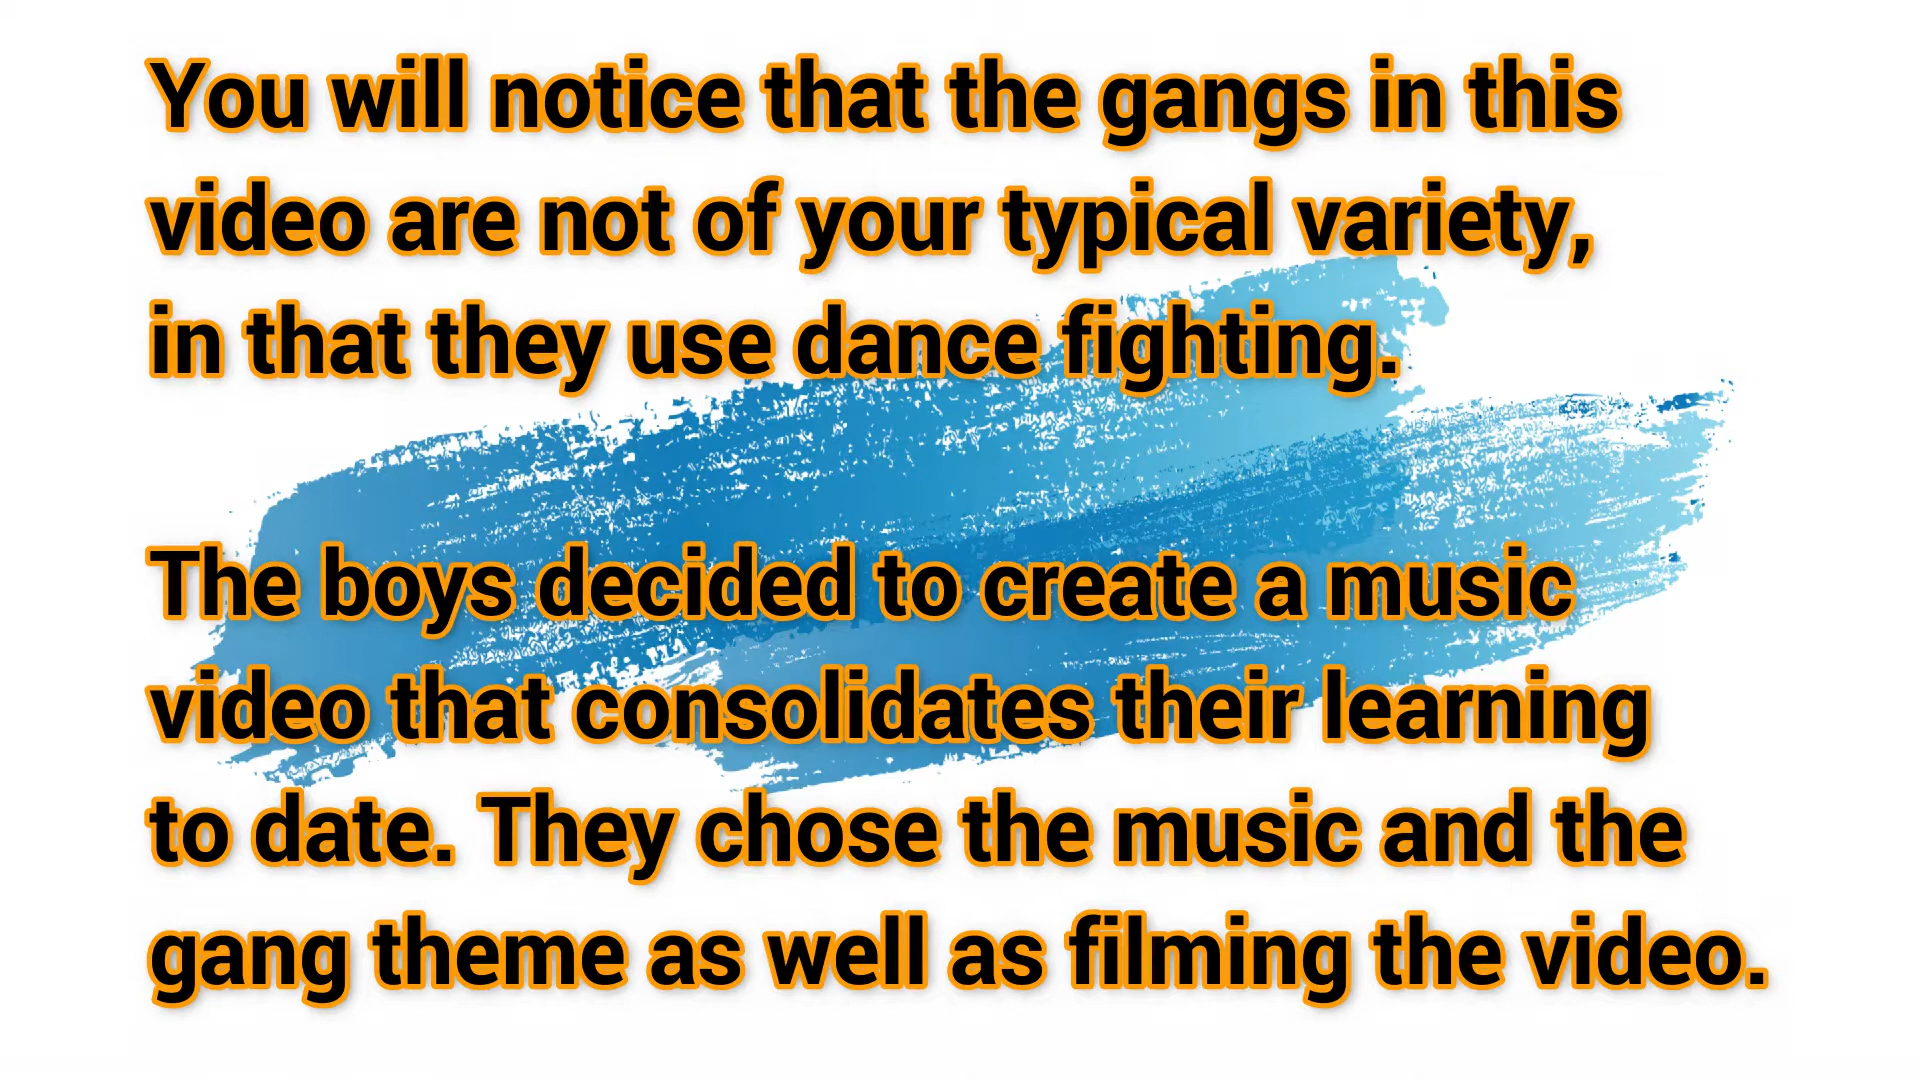 You will notice that the gangs in this
video are not of your typical variety,
in that they use dance fighting.
The boys decided to create a music
video that consolidates their learning
to date. They chose the music and the
gang theme as well as filming the video.